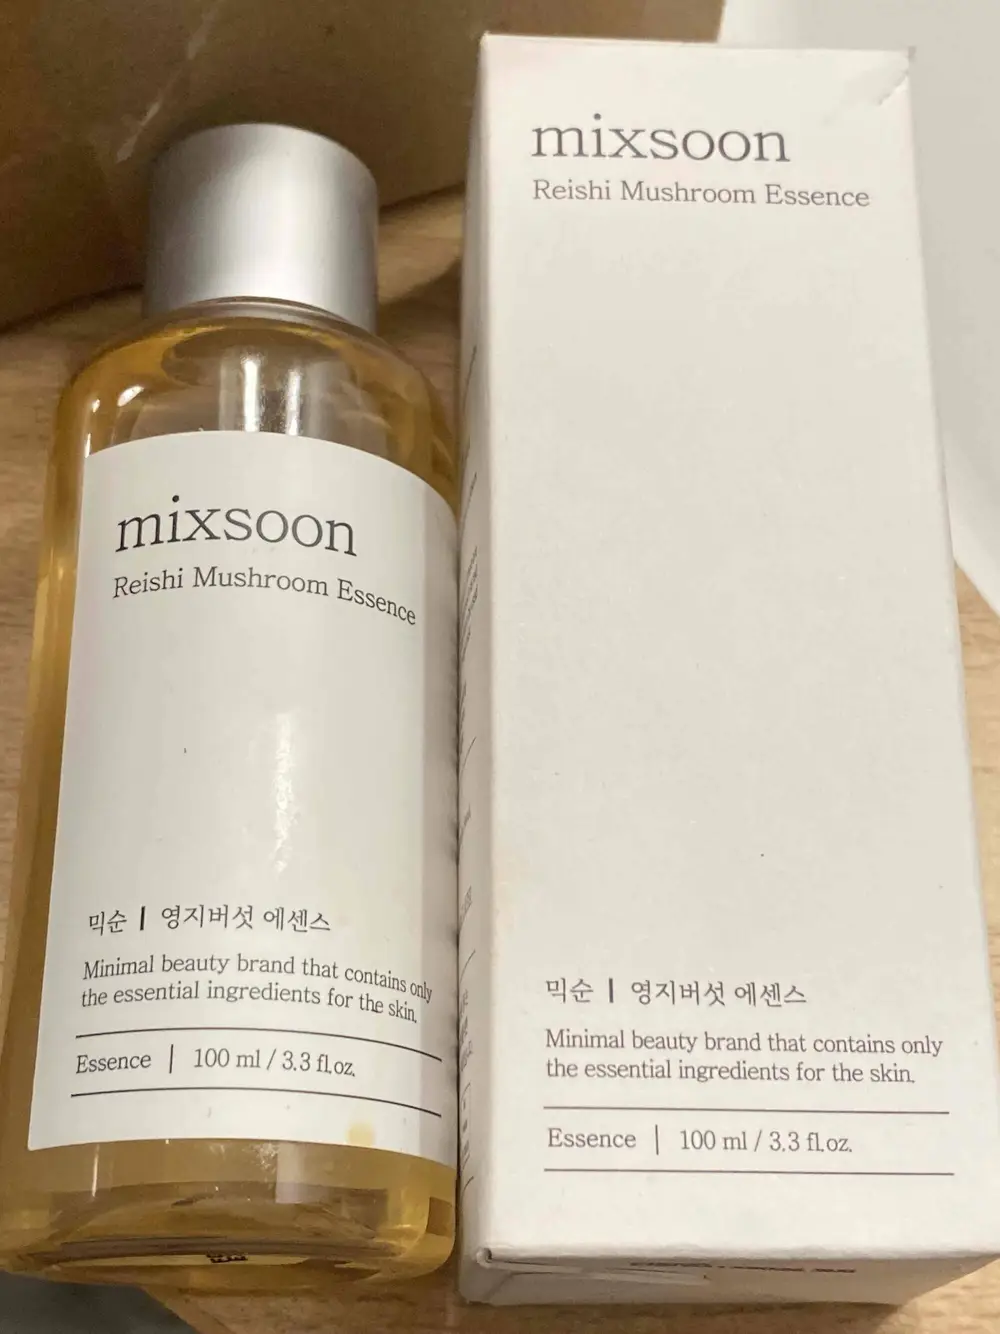 mixsoon
Reishi Mushroom Essence
믹순 | 영지버섯 에센스
Minimal beauty brand that contains only
the essential ingredients for the skin.
Essence | 100 ml / 3.3 fl.oz.
mixsoon
Reishi Mushroom Essence
믹순 | 영지버섯 에센스
Minimal beauty brand that contains only
the essential ingredients for the skin.
Essence | 100 ml / 3.3 fl.oz.